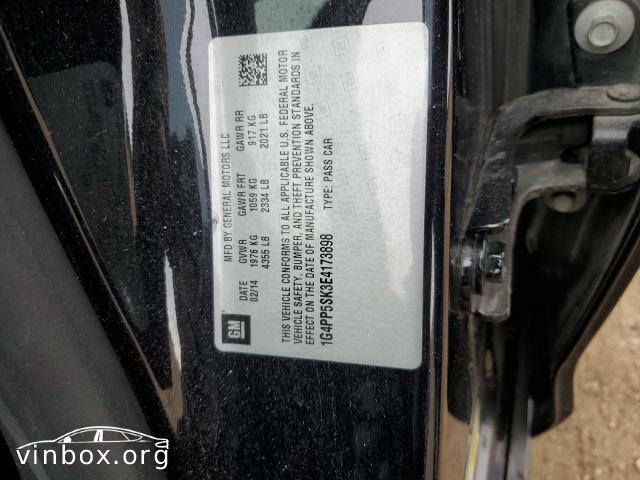 GM
MFD BY GENERAL MOTORS LLC
DATE GVWR GAWR FRT GAWR RR
02/14 1976 KG 1059 KG 917 KG
4355 LB 2334 LB 2021 LB
THIS VEHICLE CONFORMS TO ALL APPLICABLE U.S. FEDERAL MOTOR
VEHICLE SAFETY, BUMPER, AND THEFT PREVENTION STANDARDS IN
EFFECT ON THE DATE OF MANUFACTURE SHOWN ABOVE.
1G4PP5SK3E4173898 TYPE: PASS CAR
vinbox.org